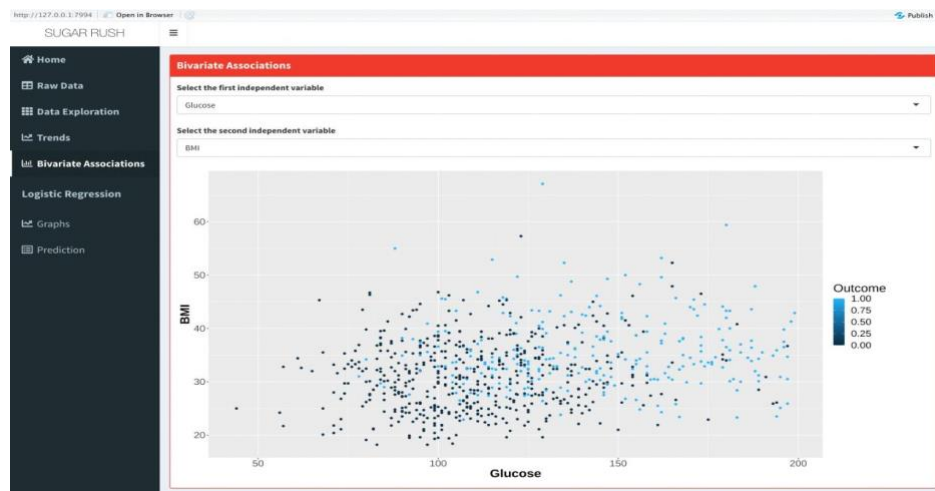 http://127.0.0.1:7994 Open in Browser Publish
SUGAR RUSH
Home
Raw Data
Data Exploration
Trends
Bivariate Associations
Logistic Regression
Graphs
Prediction
Bivariate Associations
Select the first independent variable
Glucose
Select the second independent variable
BMI
60
50
40
30
20
BMI
50 100 150 200
Glucose
Outcome
1.00
0.75
0.50
0.25
0.00